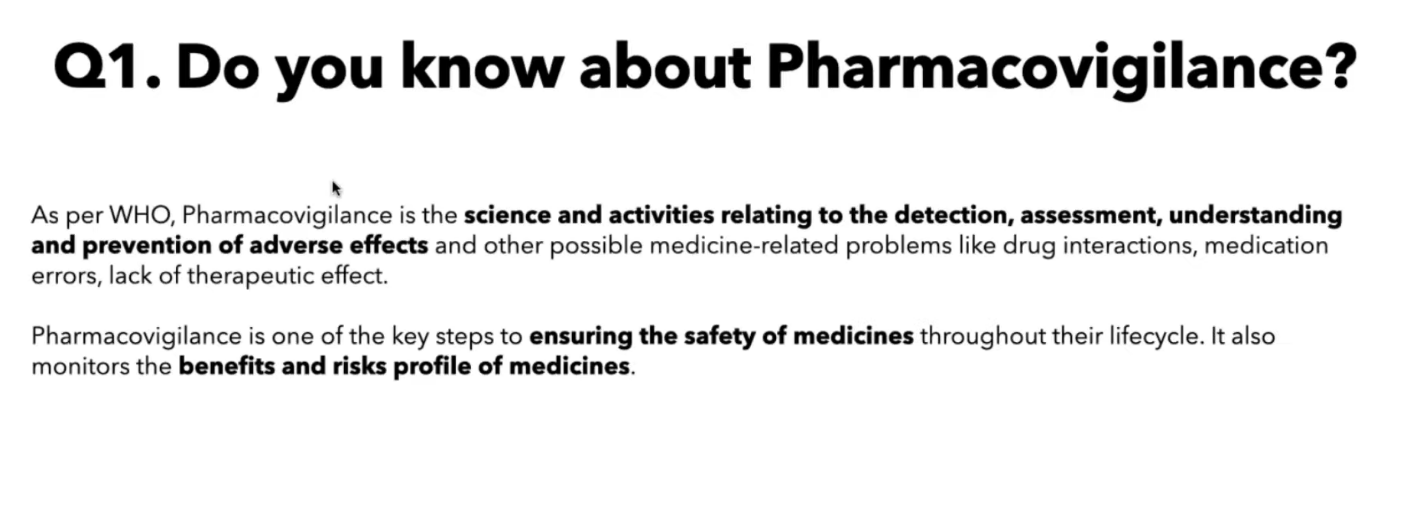 Q1. Do you know about Pharmacovigilance?
As per WHO, Pharmacovigilance is the science and activities relating to the detection, assessment, understanding
and prevention of adverse effects and other possible medicine-related problems like drug interactions, medication
errors, lack of therapeutic effect.
Pharmacovigilance is one of the key steps to ensuring the safety of medicines throughout their lifecycle. It also
monitors the benefits and risks profile of medicines.